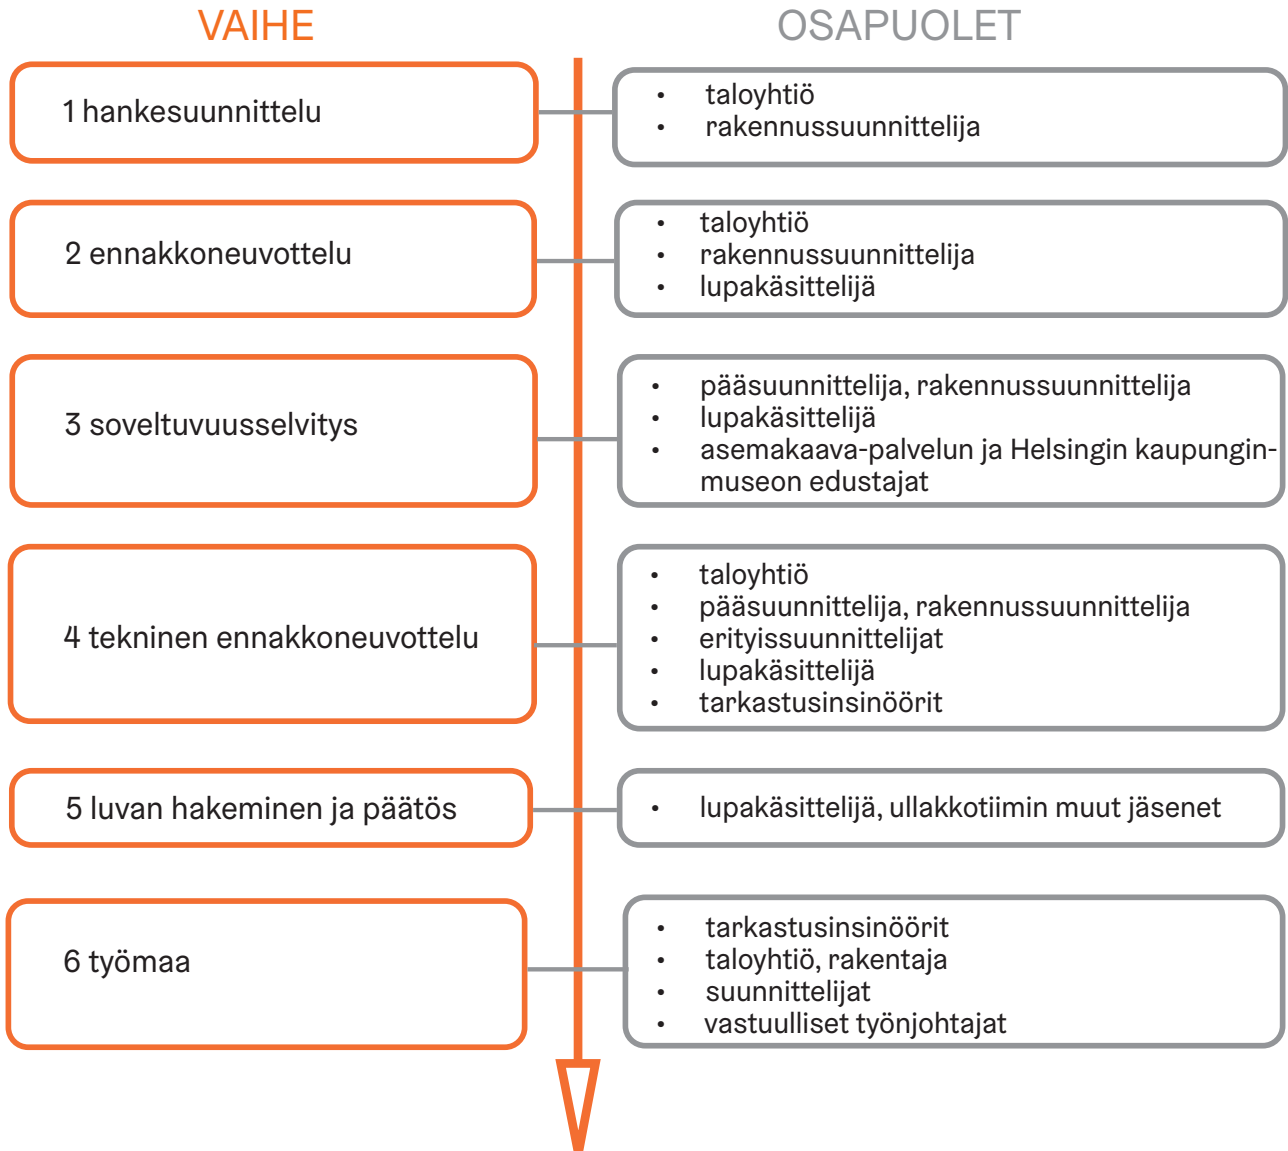 VAIHE
OSAPUOLET
1 hankesuunnittelu
• taloyhtiö
• rakennussuunnittelija
2 ennakkoneuvottelu
• taloyhtiö
• rakennussuunnittelija
• lupakäsittelijä
3 soveltuvuusselvitys
• pääsuunnittelija, rakennussuunnittelija
• lupakäsittelijä
• asemakaava-palvelun ja Helsingin kaupungin-
museon edustajat
4 tekninen ennakkoneuvottelu
• taloyhtiö
• pääsuunnittelija, rakennussuunnittelija
• erityissuunnittelijat
• lupakäsittelijä
• tarkastusinsinöörit
5 luvan hakeminen ja päätös
• lupakäsittelijä, ullakkotiimin muut jäsenet
6 työmaa
• tarkastusinsinöörit
• taloyhtiö, rakentaja
• suunnittelijat
• vastuulliset työnjohtajat